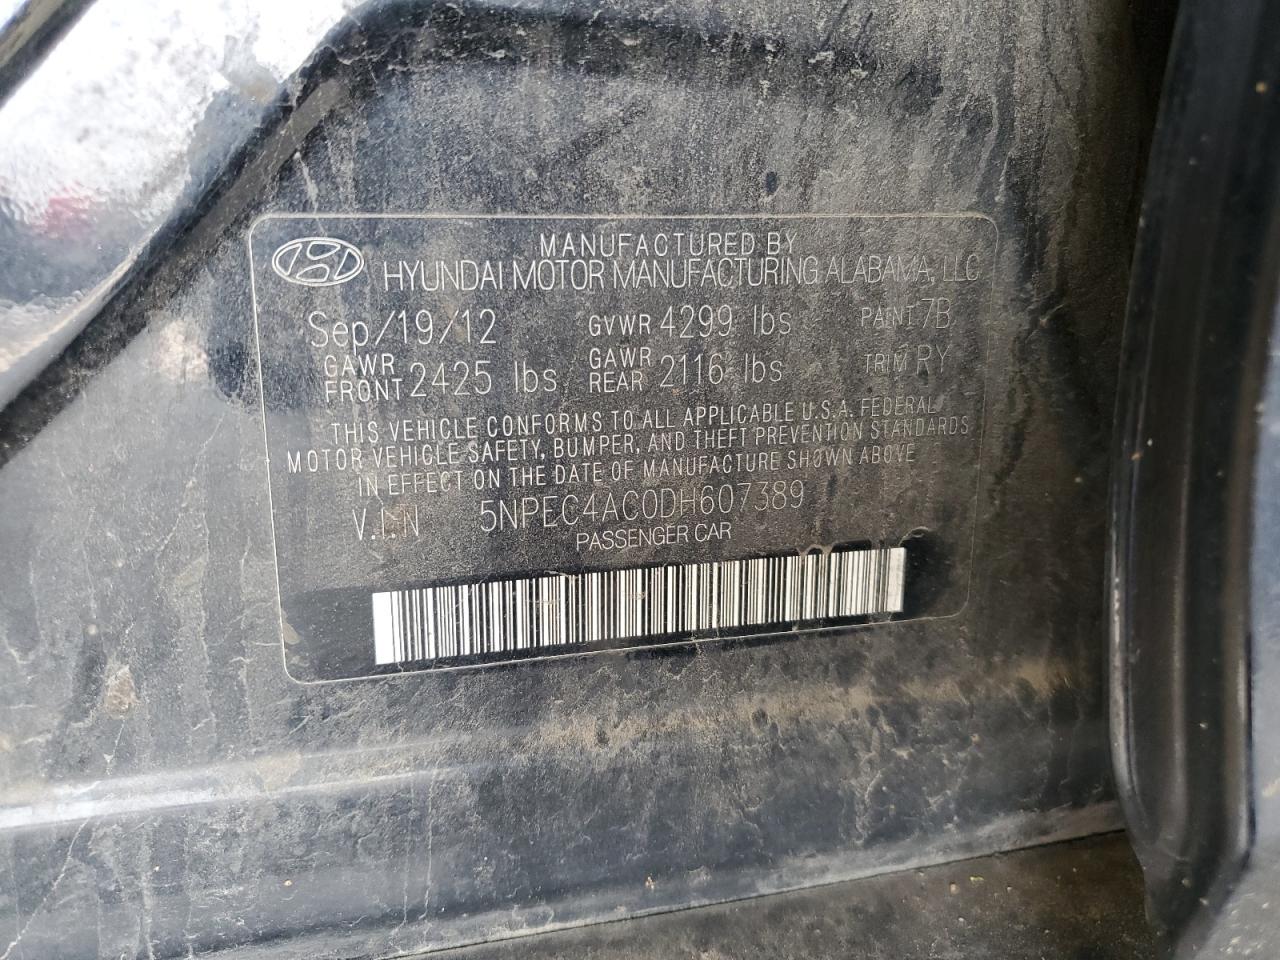 MANUFACTURED BY
HYUNDAI MOTOR MANUFACTURING ALABAMA, LLC
Sep/19/12 GVWR 4299 lbs PAINT 7B
GAWR FRONT 2425 lbs GAWR REAR 2116 lbs TRIM RY
THIS VEHICLE CONFORMS TO ALL APPLICABLE U.S.A. FEDERAL
MOTOR VEHICLE SAFETY, BUMPER, AND THEFT PREVENTION STANDARDS
IN EFFECT ON THE DATE OF MANUFACTURE SHOWN ABOVE
V.I.N 5NPEC4AC0DH607389
PASSENGER CAR